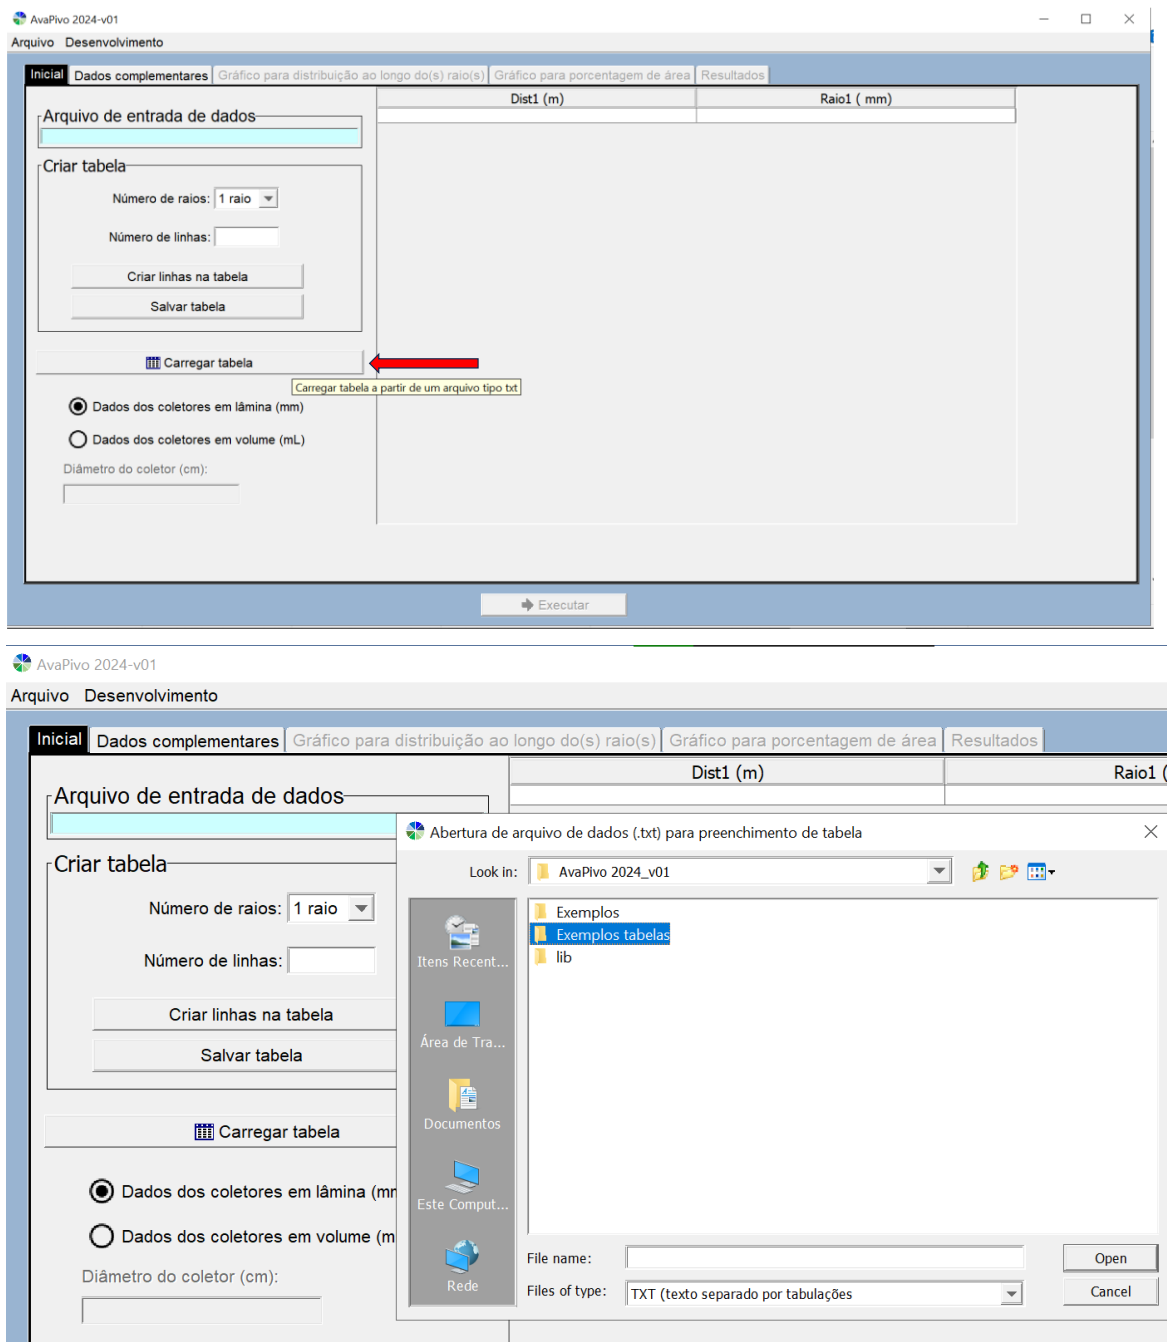 AvaPivo 2024-v01
Arquivo Desenvolvimento
Inicial Dados complementares Gráfico para distribuição ao longo do(s) raio(s) Gráfico para porcentagem de área Resultados
Dist1 (m) Raio1 ( mm)
Arquivo de entrada de dados
Criar tabela
Número de raios: 1 raio
Número de linhas:
Criar linhas na tabela
Salvar tabela
Carregar tabela
Carregar tabela a partir de um arquivo tipo txt
Dados dos coletores em lâmina (mm)
Dados dos coletores em volume (mL)
Diâmetro do coletor (cm):
Executar
AvaPivo 2024-v01
Arquivo Desenvolvimento
Inicial Dados complementares Gráfico para distribuição ao longo do(s) raio(s) Gráfico para porcentagem de área Resultados
Dist1 (m) Raio1 (
Arquivo de entrada de dados
Abertura de arquivo de dados (.txt) para preenchimento de tabela
Criar tabela
Look in: AvaPivo 2024_v01
Número de raios: 1 raio
Exemplos
Exemplos tabelas
lib
Número de linhas:
Itens Recent...
Criar linhas na tabela
Área de Tra...
Salvar tabela
Documentos
Carregar tabela
Dados dos coletores em lâmina (mm
Este Comput...
Dados dos coletores em volume (m
File name: Open
Diâmetro do coletor (cm):
Rede
Files of type: TXT (texto separado por tabulações Cancel